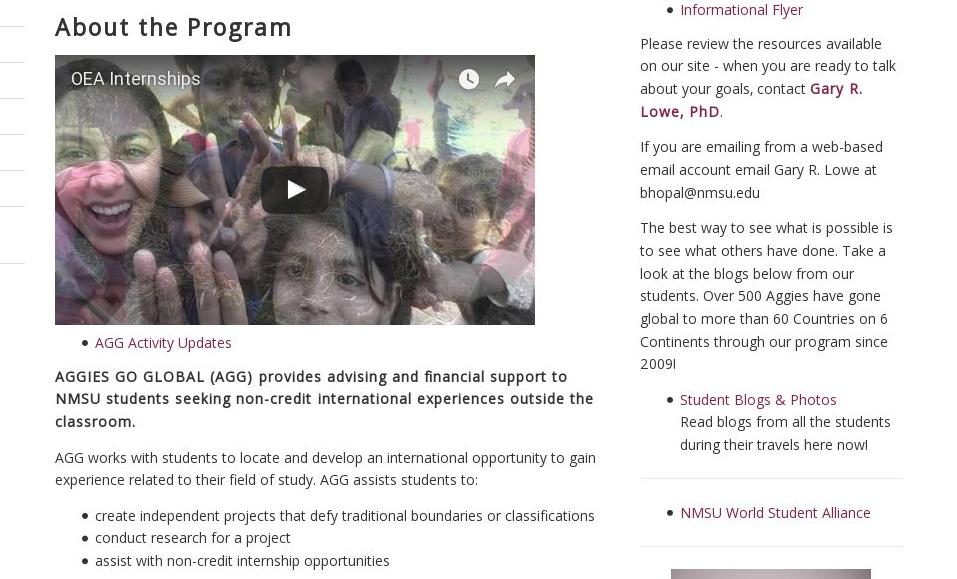 About the Program
OEA Internships
AGG Activity Updates
AGGIES GO GLOBAL (AGG) provides advising and financial support to
NMSU students seeking non-credit international experiences outside the
classroom.
AGG works with students to locate and develop an international opportunity to gain
experience related to their field of study. AGG assists students to:
create independent projects that defy traditional boundaries or classifications
conduct research for a project
assist with non-credit internship opportunities
Informational Flyer
Please review the resources available
on our site - when you are ready to talk
about your goals, contact Gary R.
Lowe, PhD.
If you are emailing from a web-based
email account email Gary R. Lowe at
bhopal@nmsu.edu
The best way to see what is possible is
to see what others have done. Take a
look at the blogs below from our
students. Over 500 Aggies have gone
global to more than 60 Countries on 6
Continents through our program since
2009!
Student Blogs & Photos
Read blogs from all the students
during their travels here now!
NMSU World Student Alliance